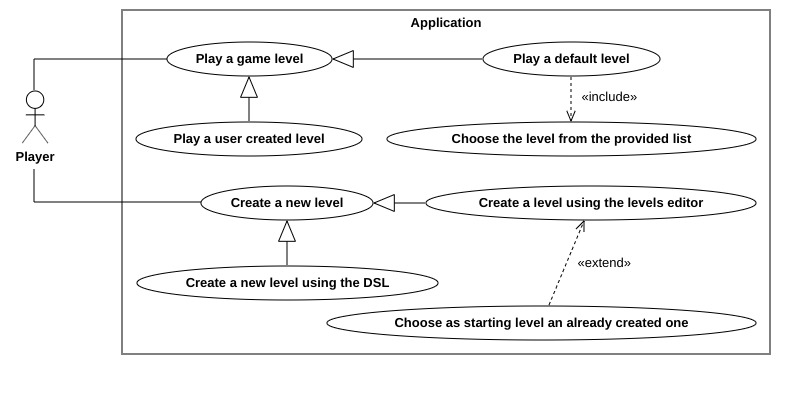 Application
Play a game level
Play a default level
«include»
Play a user created level
Choose the level from the provided list
Player
Create a new level
Create a level using the levels editor
«extend»
Create a new level using the DSL
Choose as starting level an already created one